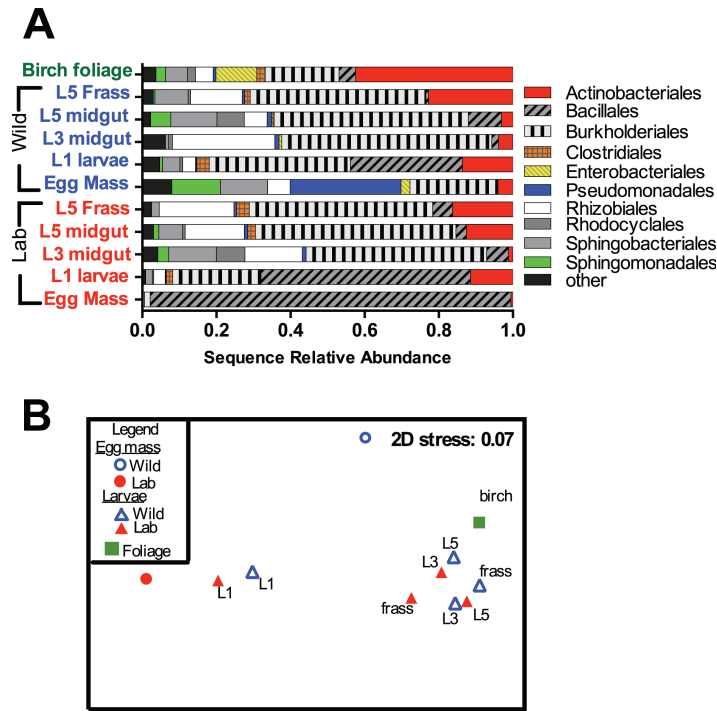 A
Birch foliage
L5 Frass
L5 midgut
L3 midgut
L1 larvae
Egg Mass
L5 Frass
L5 midgut
L3 midgut
L1 larvae
Egg Mass
Wild
Lab
0.0 0.2 0.4 0.6 0.8 1.0
Sequence Relative Abundance
Actinobacteriales
Bacillales
Burkholderiales
Clostridiales
Enterobacteriales
Pseudomonadales
Rhizobiales
Rhodocyclales
Sphingobacteriales
Sphingomonadales
other
B
Legend
Egg mass
Wild
Lab
Larvae
Wild
Lab
Foliage
2D stress: 0.07
birch
L5
L3
frass
L1
L1
frass
L3
L5